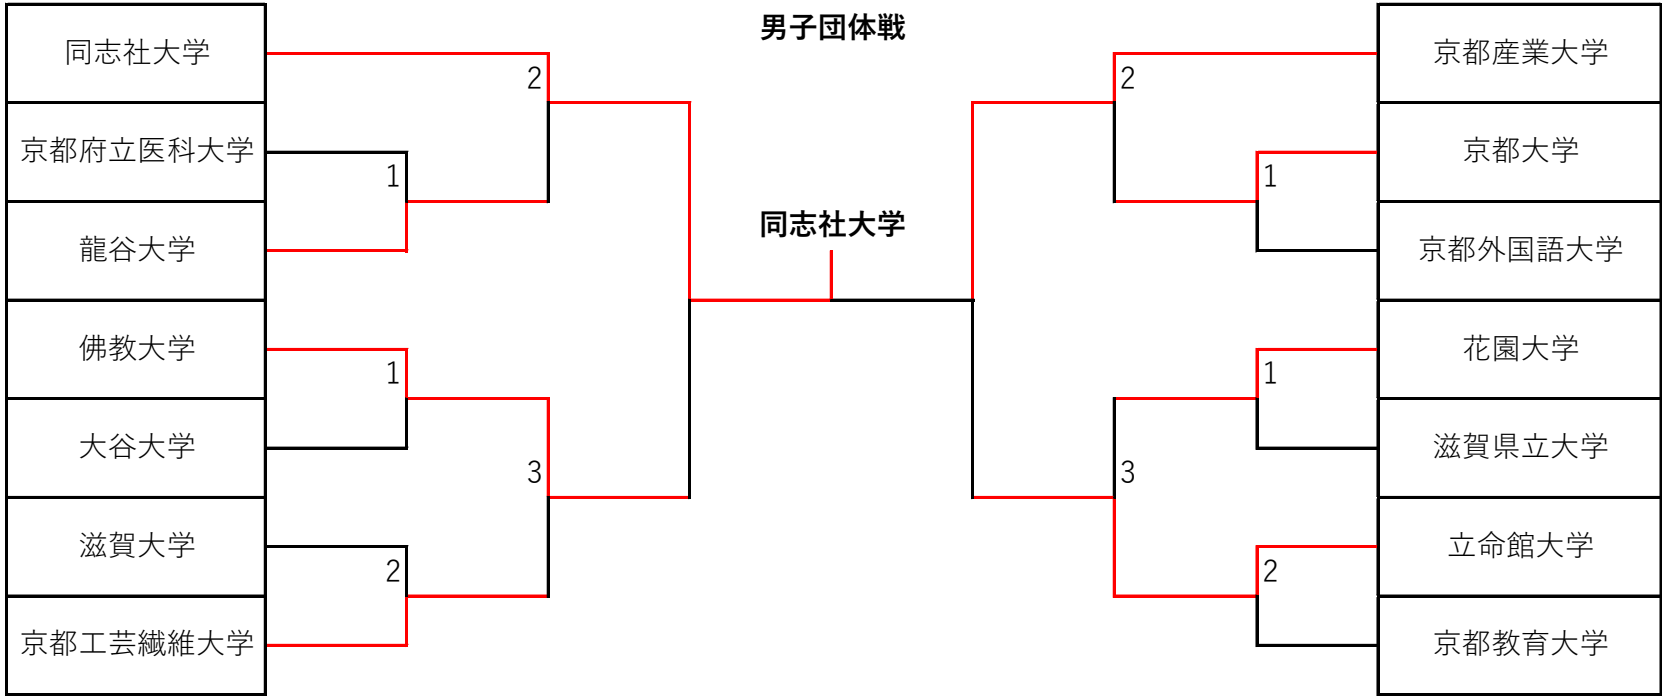 男子団体戦
同志社大学
京都府立医科大学
龍谷大学
佛教大学
大谷大学
滋賀大学
京都工芸繊維大学
2
1
1
3
2
同志社大学
2
1
1
3
2
京都産業大学
京都大学
京都外国語大学
花園大学
滋賀県立大学
立命館大学
京都教育大学